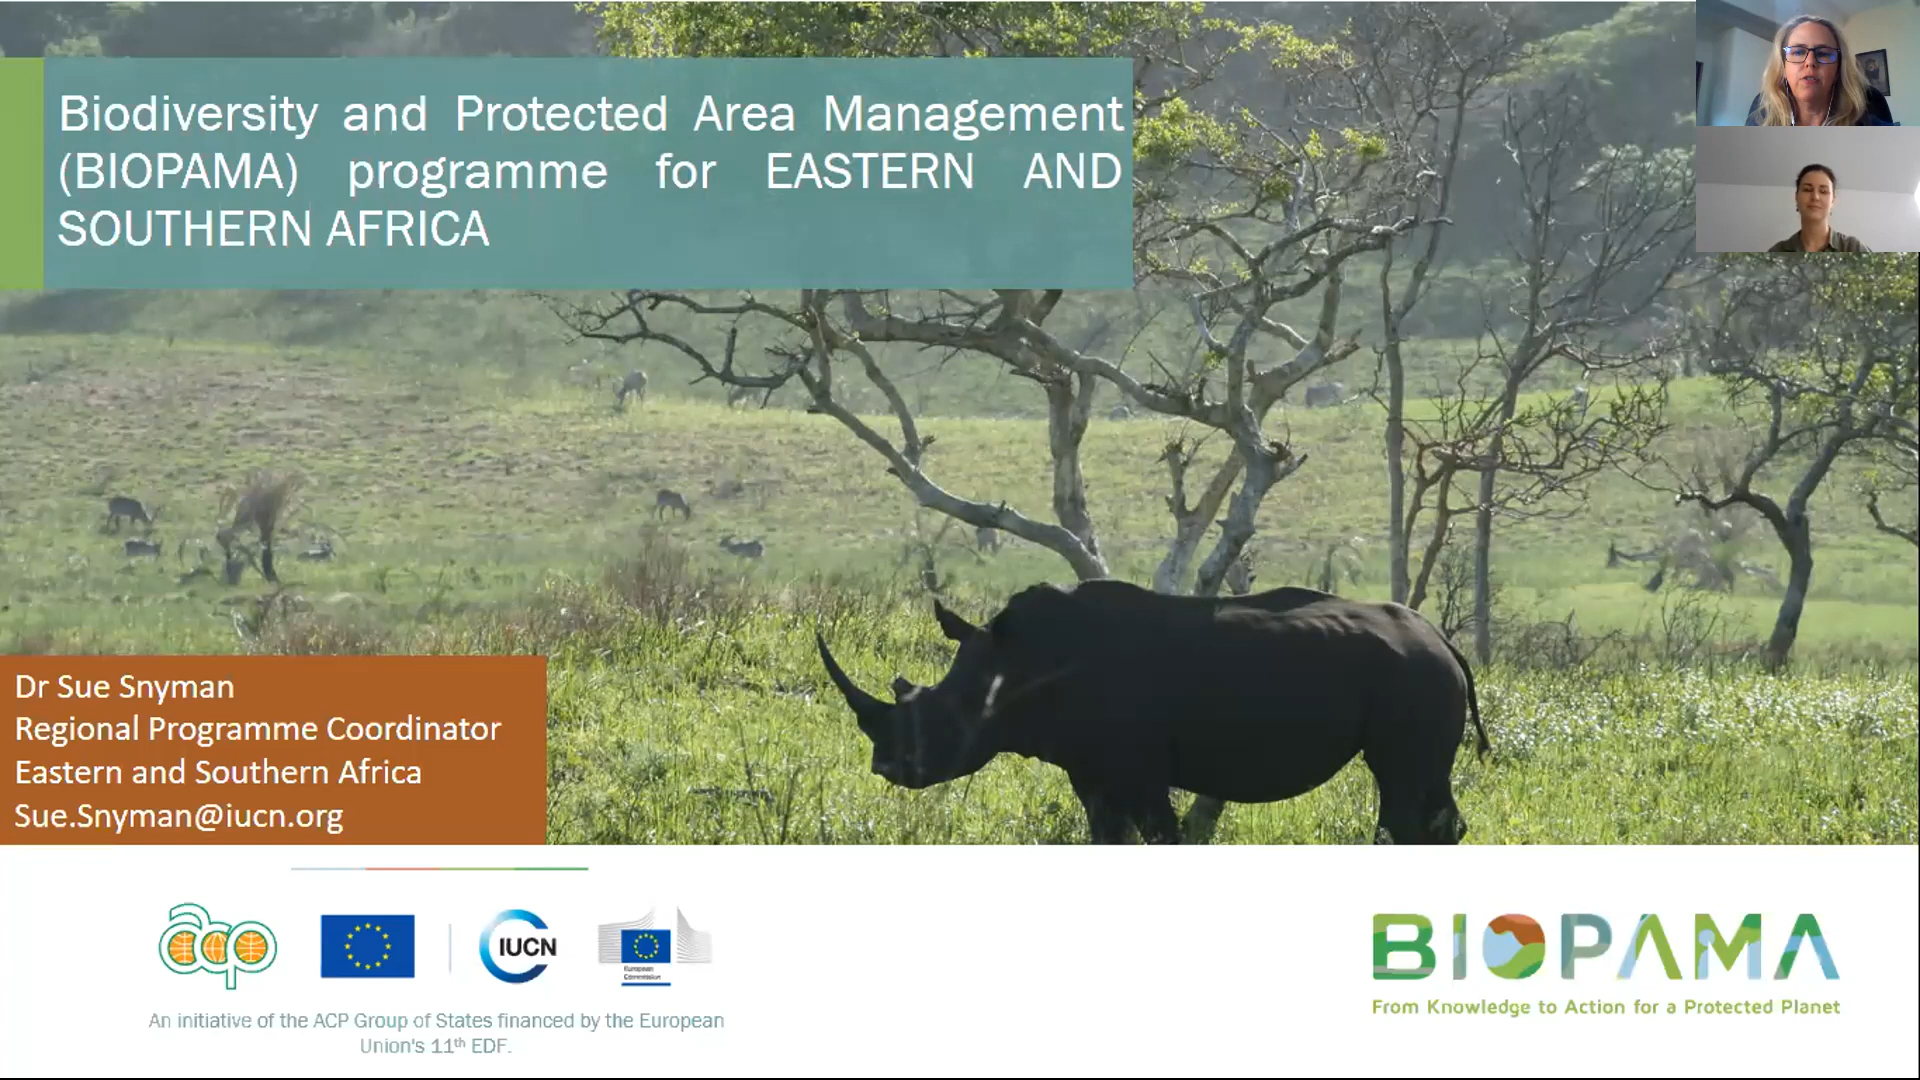 Biodiversity and Protected Area Management
(BIOPAMA) programme for EASTERN AND
SOUTHERN AFRICA
Dr Sue Snyman
Regional Programme Coordinator
Eastern and Southern Africa
Sue.Snyman@iucn.org
acp
IUCN
European
Commission
An initiative of the ACP Group of States financed by the European
Union's 11th EDF.
BIOPAMA
From Knowledge to Action for a Protected Planet